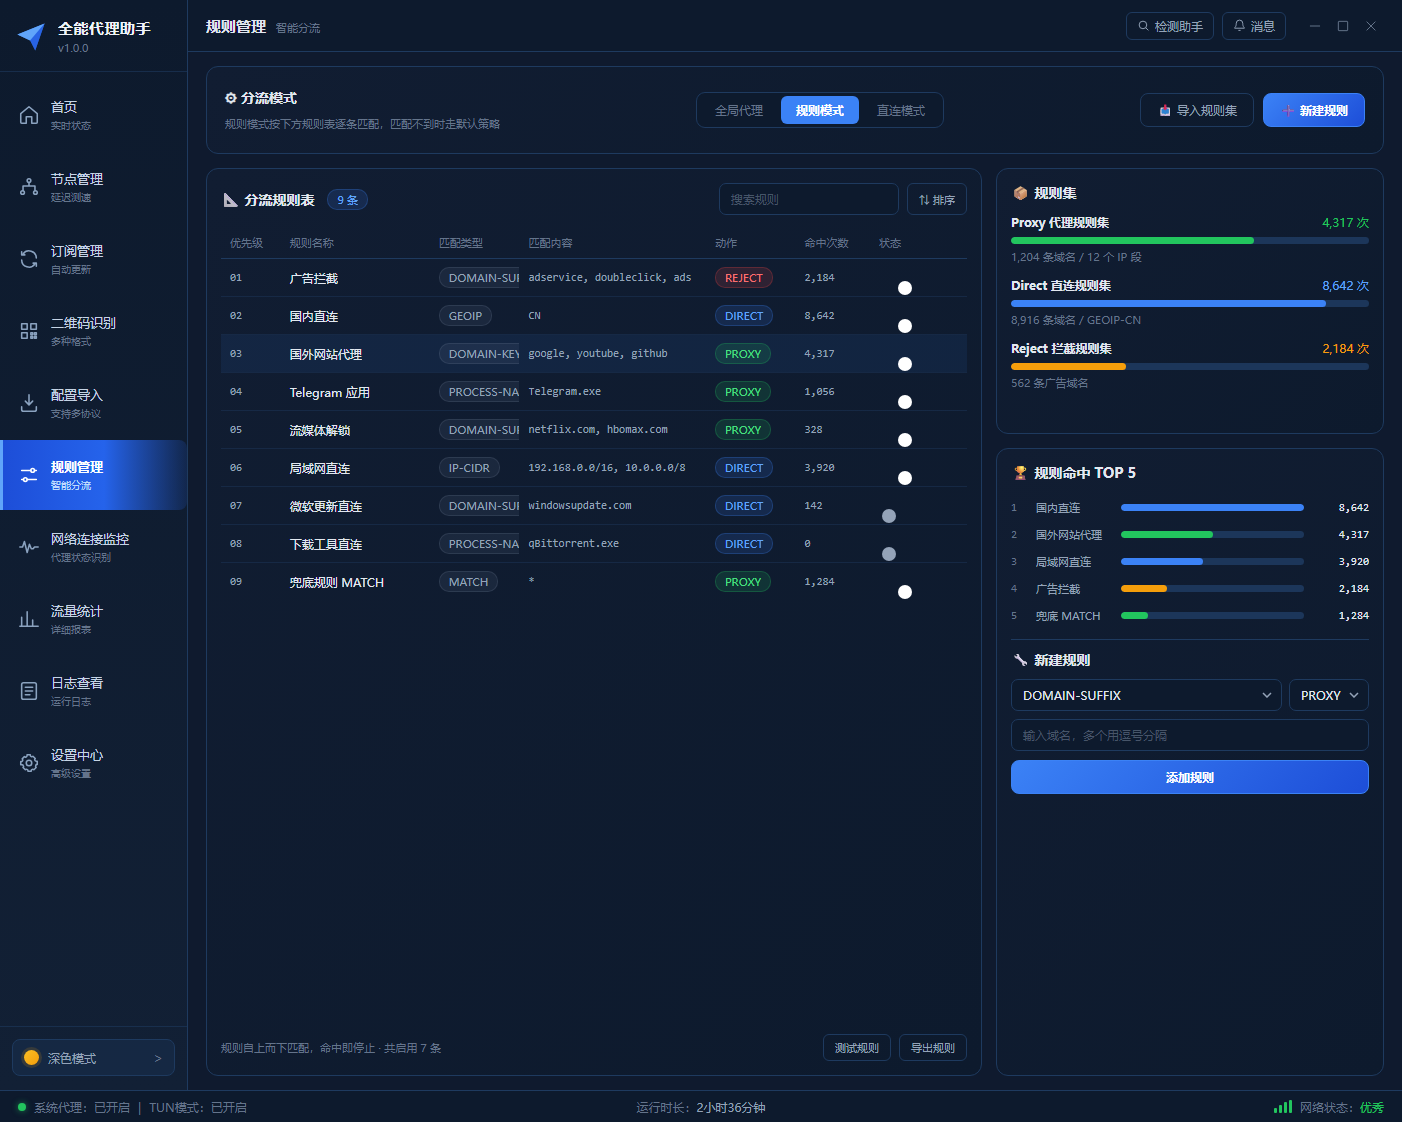 全能代理助手
v1.0.0
首页
实时状态
节点管理
延迟测速
订阅管理
自动更新
二维码识别
多种格式
配置导入
支持多协议
规则管理
智能分流
网络连接监控
代理状态识别
流量统计
详细报表
日志查看
运行日志
设置中心
高级设置
深色模式 >
规则管理 智能分流
检测助手 消息
分流模式
规则模式按下方规则表逐条匹配，匹配不到时走默认策略
全局代理 规则模式 直连模式
导入规则集 新建规则
分流规则表 9 条
搜索规则 排序
优先级 规则名称 匹配类型 匹配内容 动作 命中次数 状态
01 广告拦截 DOMAIN-SUF adservice, doubleclick, ads REJECT 2,184
02 国内直连 GEOIP CN DIRECT 8,642
03 国外网站代理 DOMAIN-KEY google, youtube, github PROXY 4,317
04 Telegram 应用 PROCESS-NA Telegram.exe PROXY 1,056
05 流媒体解锁 DOMAIN-SUF netflix.com, hbomax.com PROXY 328
06 局域网直连 IP-CIDR 192.168.0.0/16, 10.0.0.0/8 DIRECT 3,920
07 微软更新直连 DOMAIN-SUF windowsupdate.com DIRECT 142
08 下载工具直连 PROCESS-NA qBittorrent.exe DIRECT 0
09 兜底规则 MATCH MATCH * PROXY 1,284
规则自上而下匹配，命中即停止 · 共启用 7 条
测试规则 导出规则
规则集
Proxy 代理规则集 4,317 次
1,204 条域名 / 12 个 IP 段
Direct 直连规则集 8,642 次
8,916 条域名 / GEOIP-CN
Reject 拦截规则集 2,184 次
562 条广告域名
规则命中 TOP 5
1 国内直连 8,642
2 国外网站代理 4,317
3 局域网直连 3,920
4 广告拦截 2,184
5 兜底 MATCH 1,284
新建规则
DOMAIN-SUFFIX PROXY
输入域名，多个用逗号分隔
添加规则
系统代理：已开启 | TUN模式：已开启
运行时长：2小时36分钟
网络状态：优秀